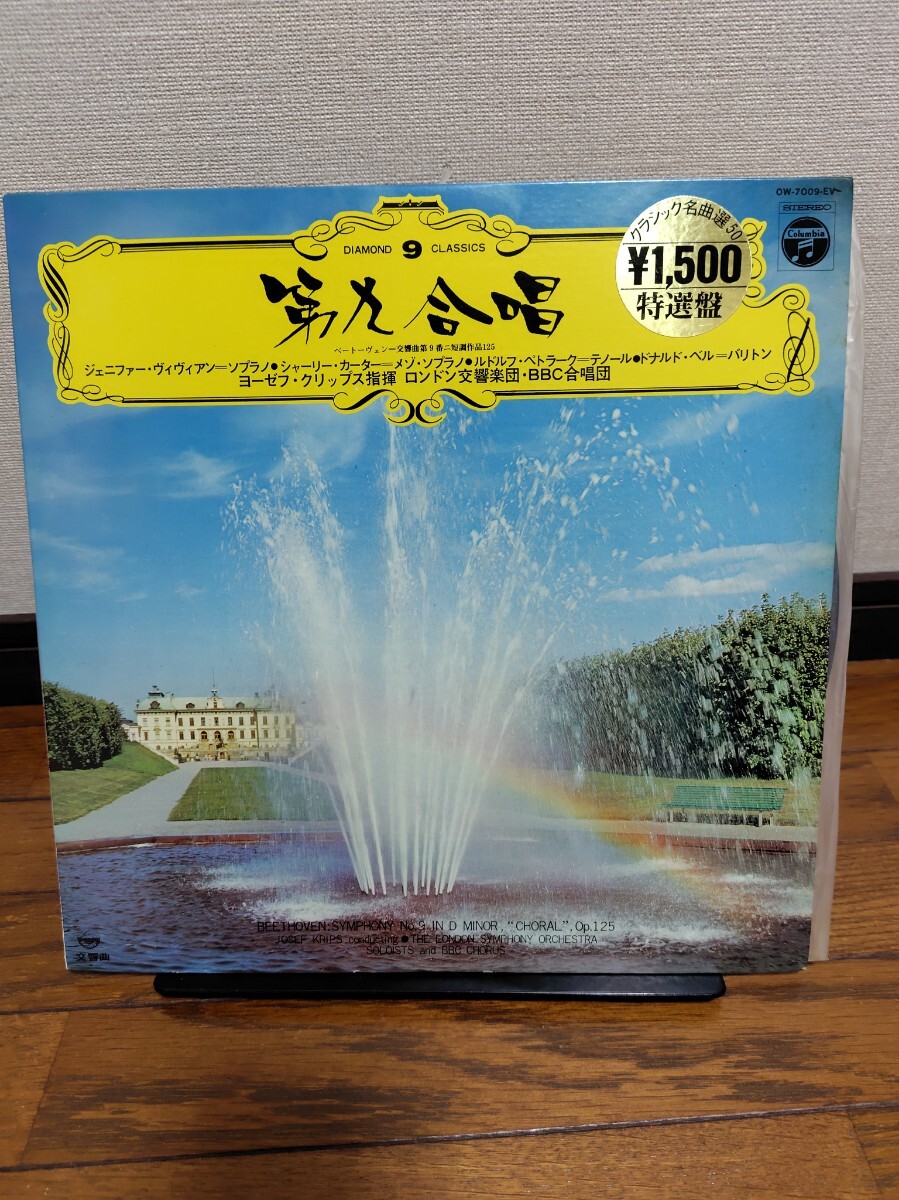 OW-7009-EV
STEREO
Columbia
DIAMOND 9 CLASSICS
クラシック名曲選50
¥1,500
特選盤
第九合唱
ベートーヴェン=交響曲第9番ニ短調作品125
ジェニファー・ヴィヴィアン=ソプラノ●シャーリー・カーター=メゾ・ソプラノ●ルドルフ・ペトラーク=テノール●ドナルド・ベル=バリトン
ヨーゼフ・クリップス指揮 ロンドン交響楽団・BBC合唱団
BEETHOVEN:SYMPHONY No.9 IN D MINOR, "CHORAL", Op.125
JOSEF KRIPS conducting ● THE LONDON SYMPHONY ORCHESTRA
SOLOISTS and BBC CHORUS
交響曲